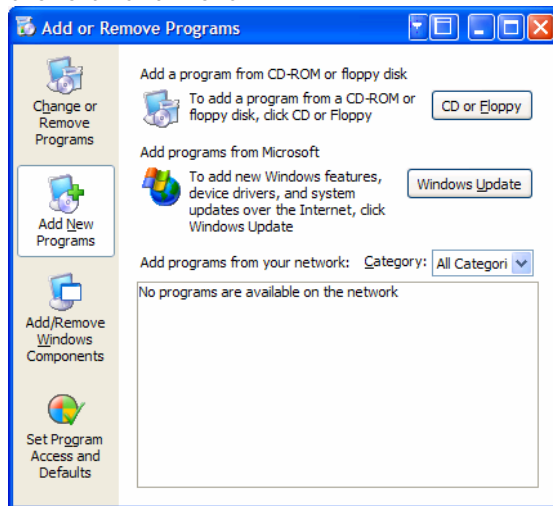 Add or Remove Programs
Change or
Remove
Programs
Add New
Programs
Add/Remove
Windows
Components
Set Program
Access and
Defaults
Add a program from CD-ROM or floppy disk
To add a program from a CD-ROM or
floppy disk, click CD or Floppy
CD or Floppy
Add programs from Microsoft
To add new Windows features,
device drivers, and system
updates over the Internet, click
Windows Update
Windows Update
Add programs from your network: Category: All Categori
No programs are available on the network